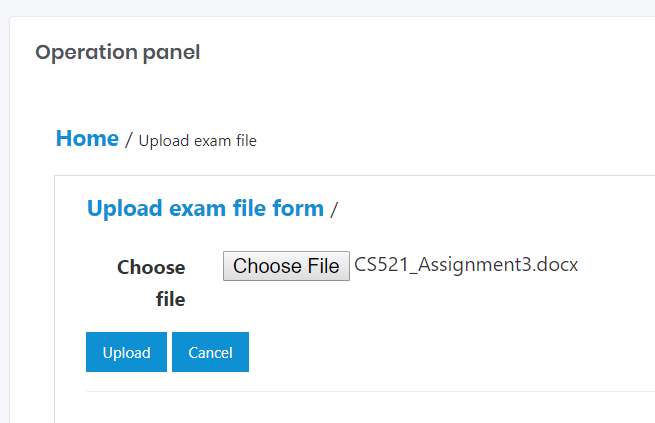 Operation panel
Home / Upload exam file
Upload exam file form /
Choose Choose File CS521_Assignment3.docx
file
Upload Cancel